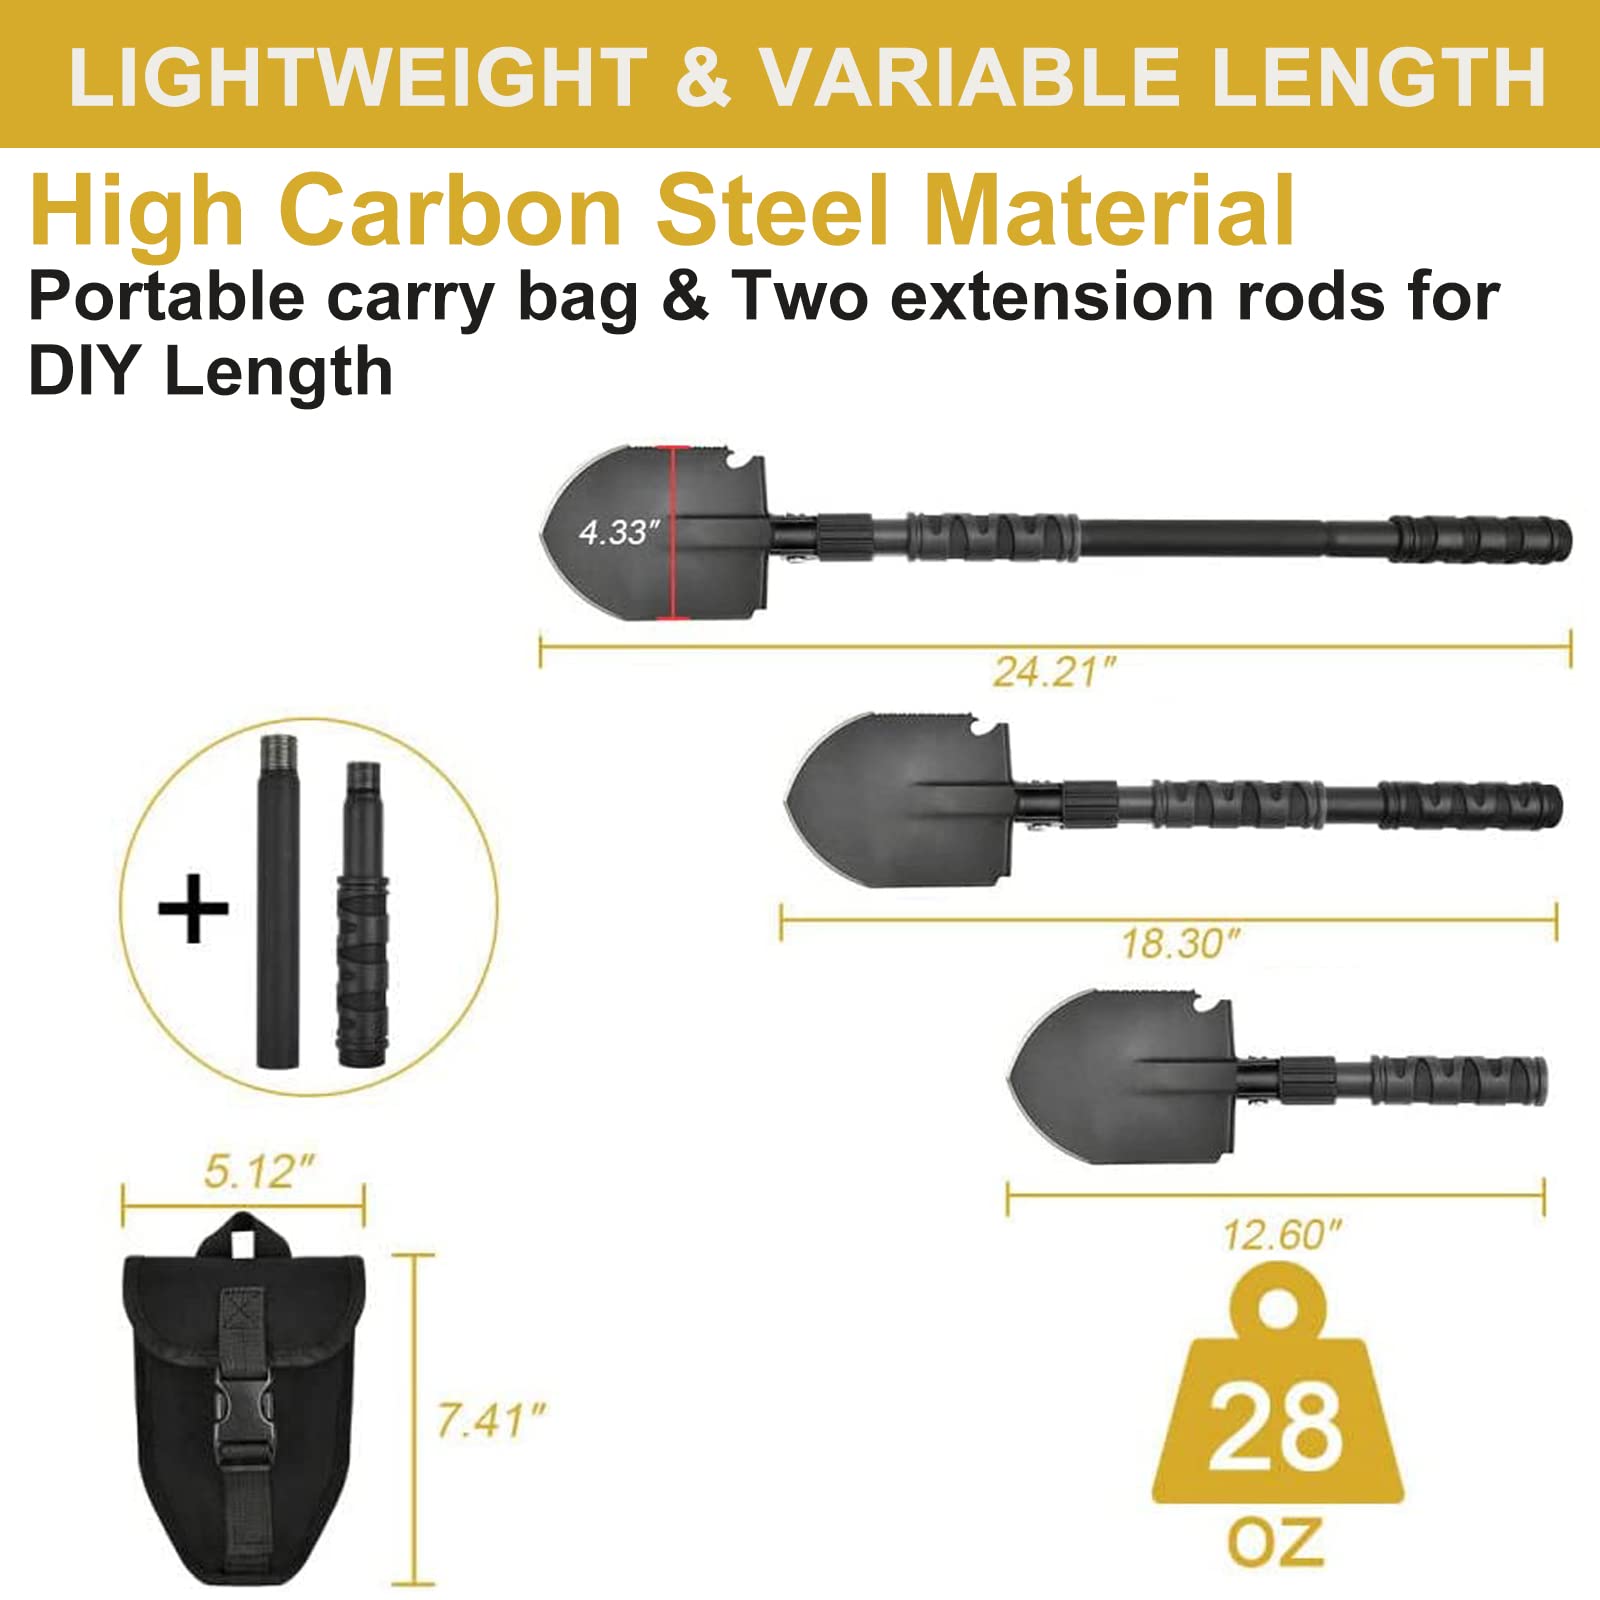 LIGHTWEIGHT & VARIABLE LENGTH
High Carbon Steel Material
Portable carry bag & Two extension rods for
DIY Length
4.33"
24.21"
18.30"
12.60"
5.12"
7.41"
28
OZ